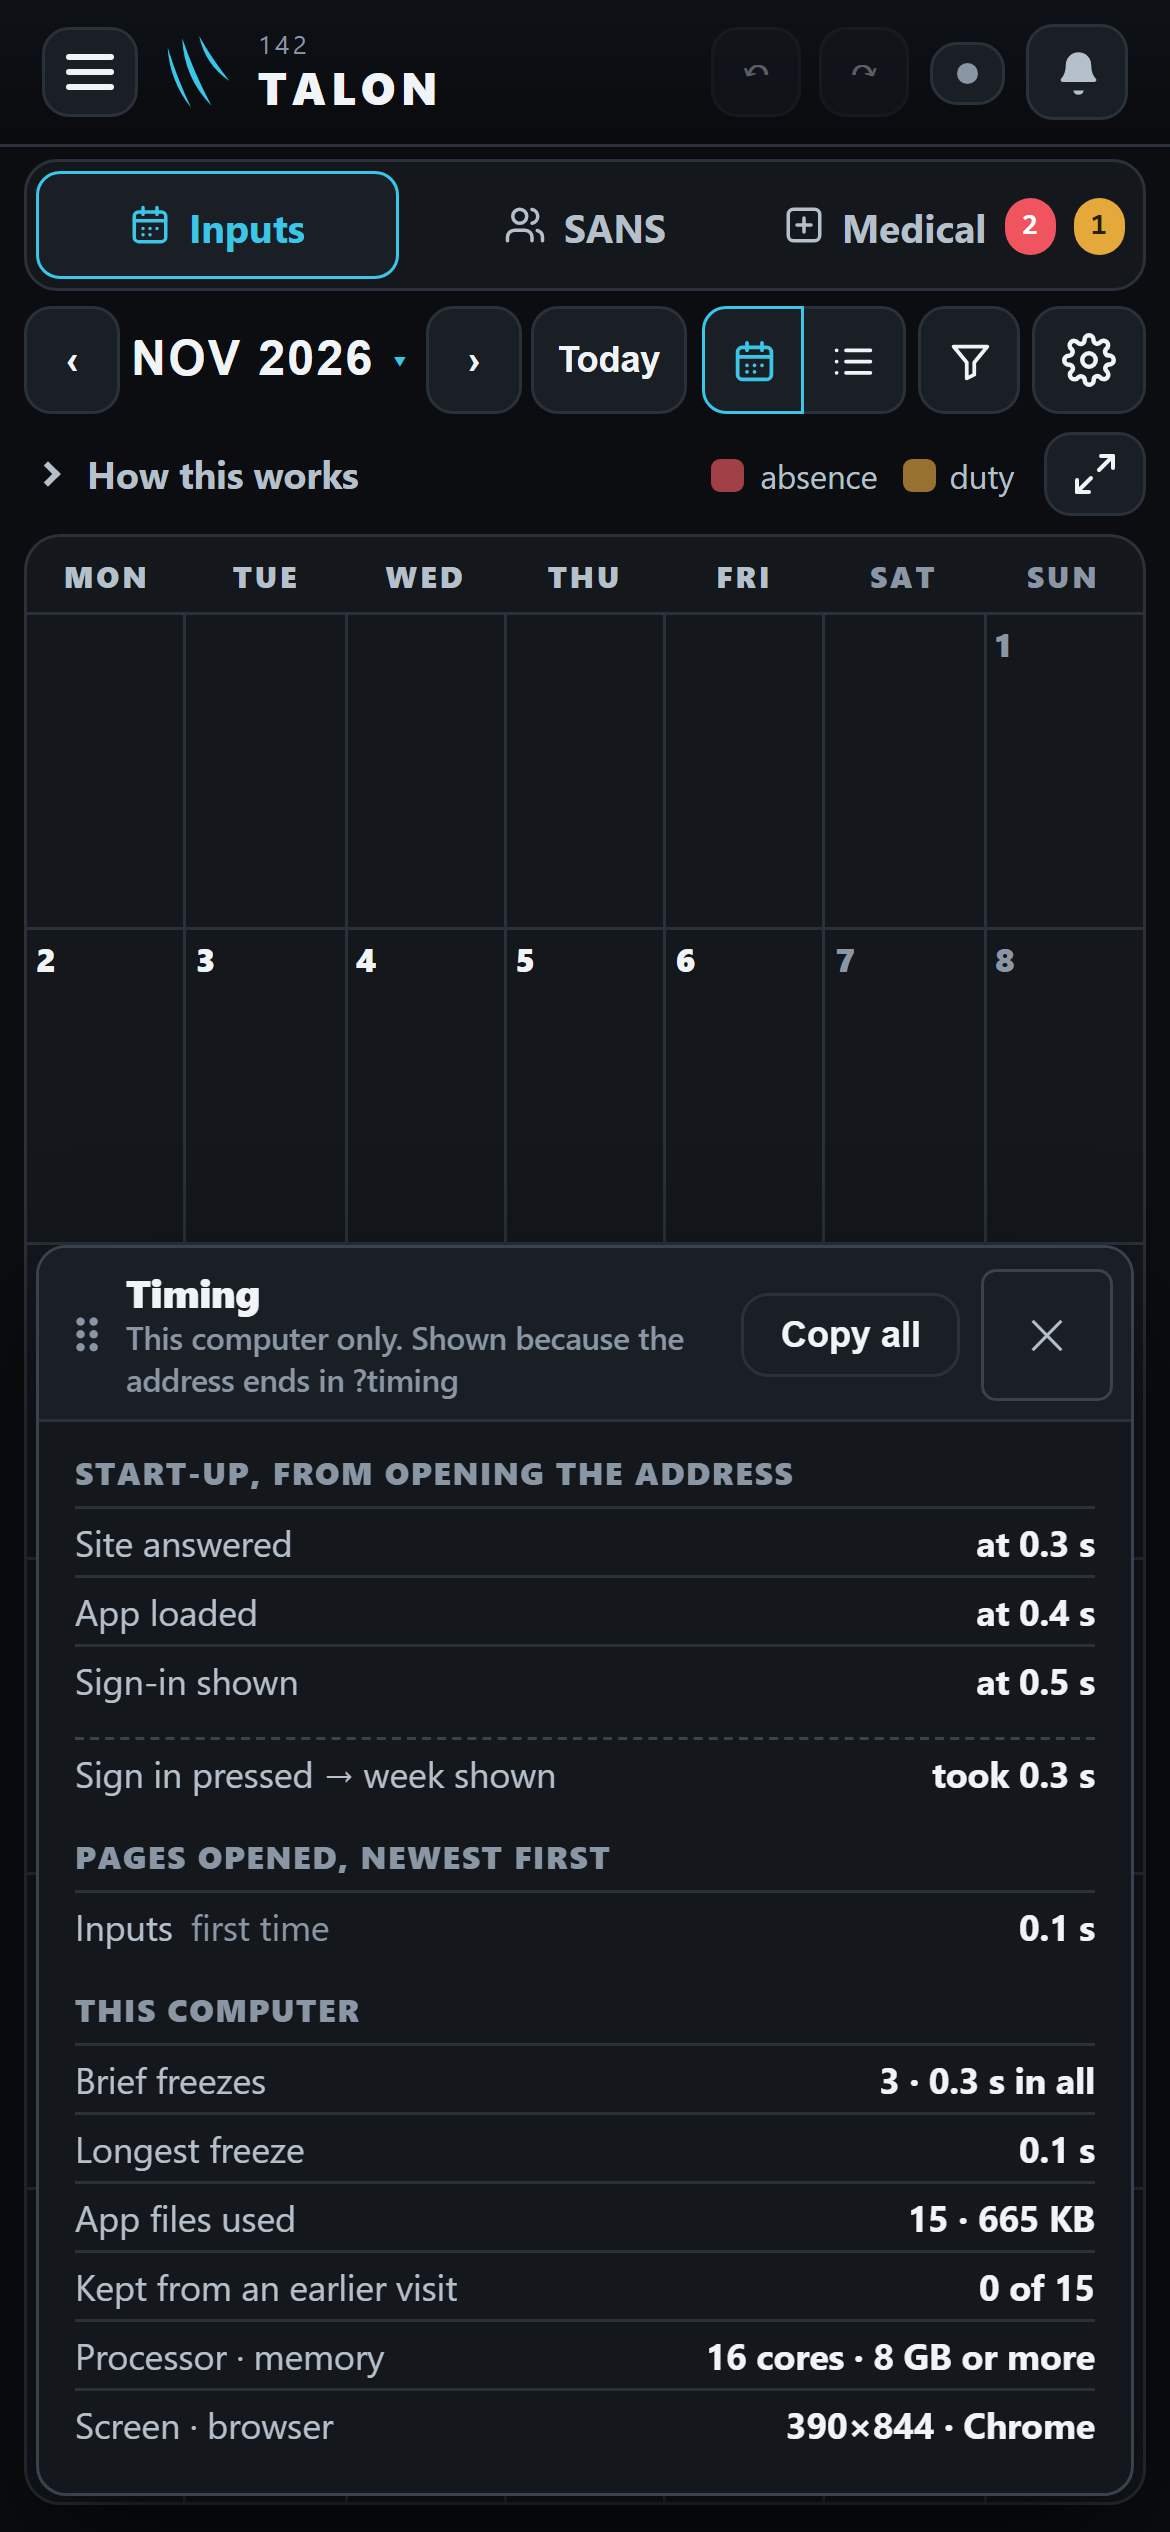 142
TALON
Inputs
SANS
Medical 2 1
‹ NOV 2026 ▾ › Today
How this works
absence duty
MON TUE WED THU FRI SAT SUN
1
2 3 4 5 6 7 8
Timing
This computer only. Shown because the
address ends in ?timing
Copy all
START-UP, FROM OPENING THE ADDRESS
Site answered at 0.3 s
App loaded at 0.4 s
Sign-in shown at 0.5 s
Sign in pressed → week shown took 0.3 s
PAGES OPENED, NEWEST FIRST
Inputs first time 0.1 s
THIS COMPUTER
Brief freezes 3 · 0.3 s in all
Longest freeze 0.1 s
App files used 15 · 665 KB
Kept from an earlier visit 0 of 15
Processor · memory 16 cores · 8 GB or more
Screen · browser 390×844 · Chrome